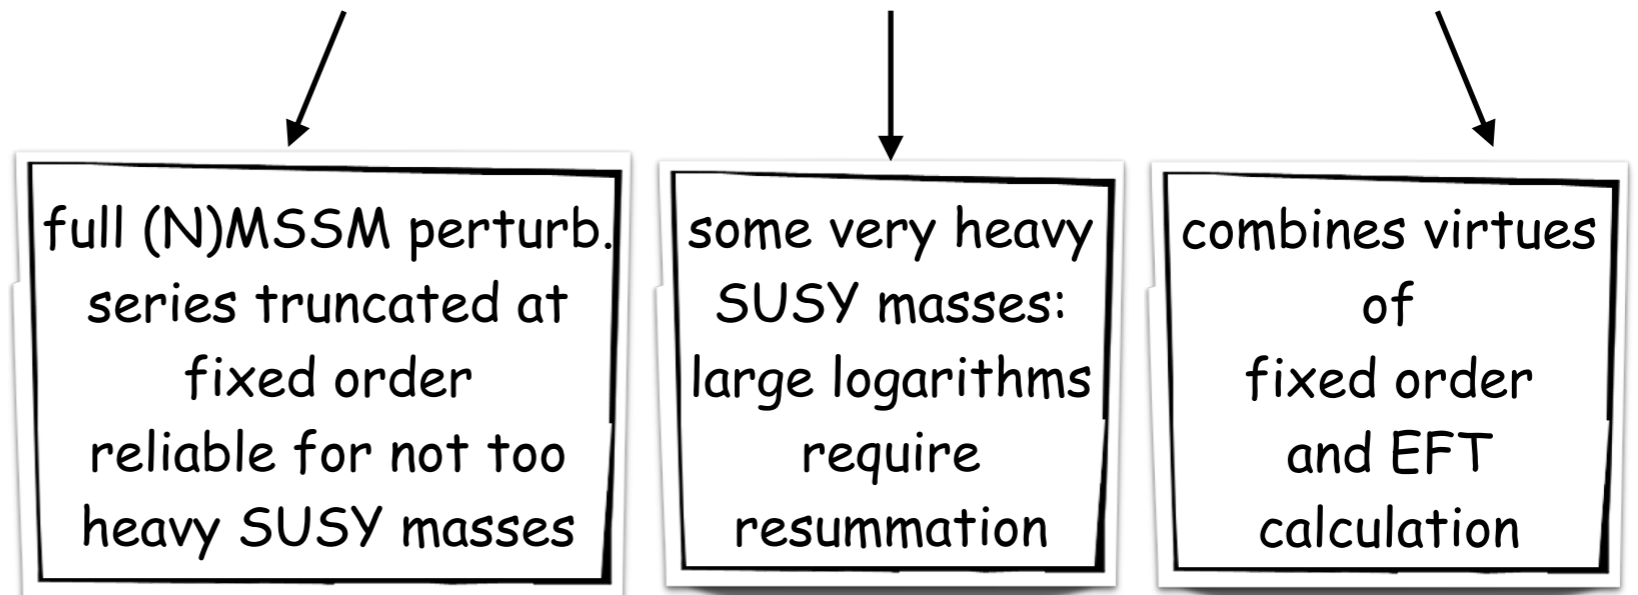 full (N)MSSM perturb.
series truncated at
fixed order
reliable for not too
heavy SUSY masses
some very heavy
SUSY masses:
large logarithms
require
resummation
combines virtues
of
fixed order
and EFT
calculation